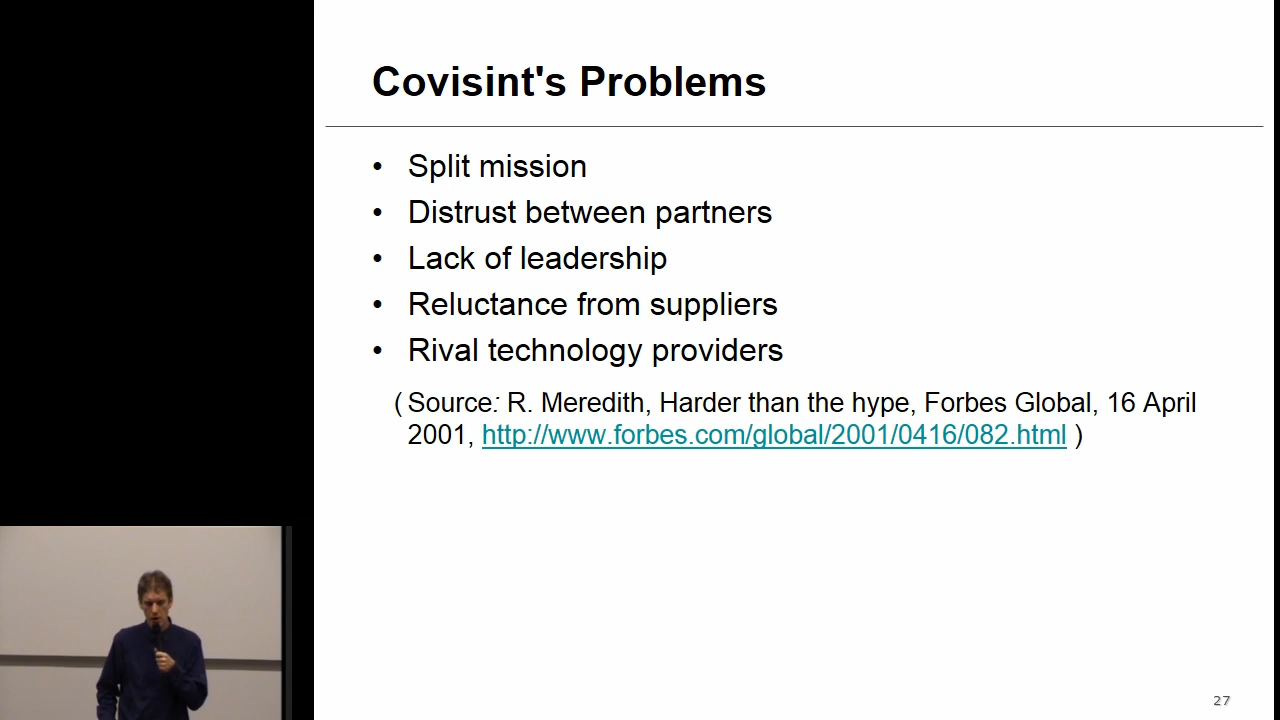 Covisint's Problems
• Split mission
• Distrust between partners
• Lack of leadership
• Reluctance from suppliers
• Rival technology providers
( Source: R. Meredith, Harder than the hype, Forbes Global, 16 April
2001, http://www.forbes.com/global/2001/0416/082.html )
27